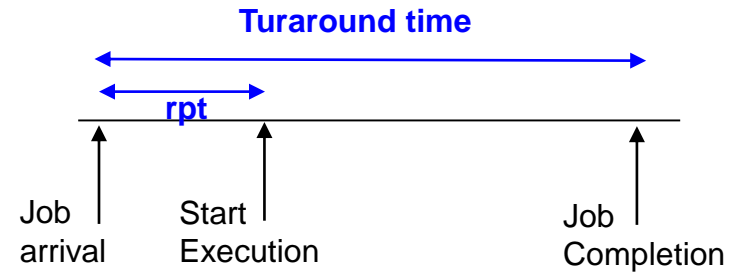 Turaround time
rpt
Job
arrival
Start
Execution
Job
Completion